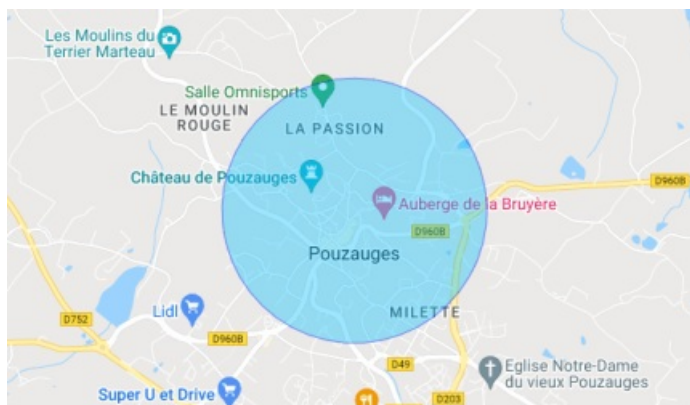 Les Moulins du
Terrier Marteau
Salle Omnisports
LE MOULIN
ROUGE
LA PASSION
Château de Pouzauges
D960B
Auberge de la Bruyère
D960B
Pouzauges
Lidl
MILETTE
D752
D960B
D49
Eglise Notre-Dame
du vieux Pouzauges
Super U et Drive
D203